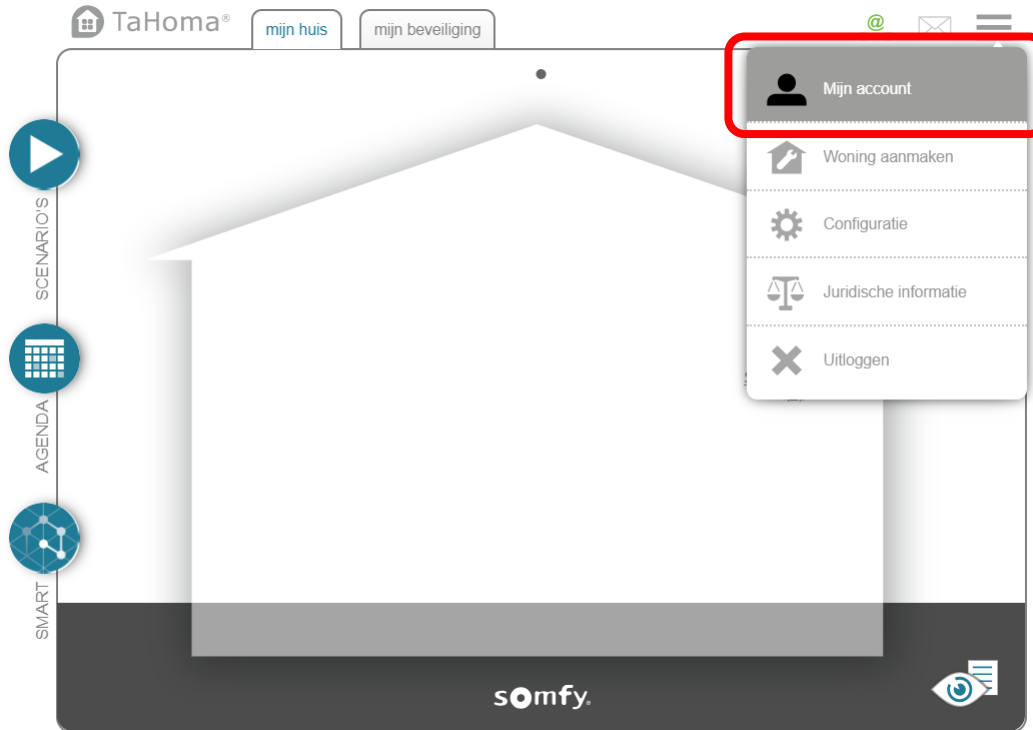 TaHoma®
mijn huis
mijn beveiliging
@
Mijn account
Woning aanmaken
Configuratie
Juridische informatie
Uitloggen
SCENARIO'S
AGENDA
SMART
somfy.